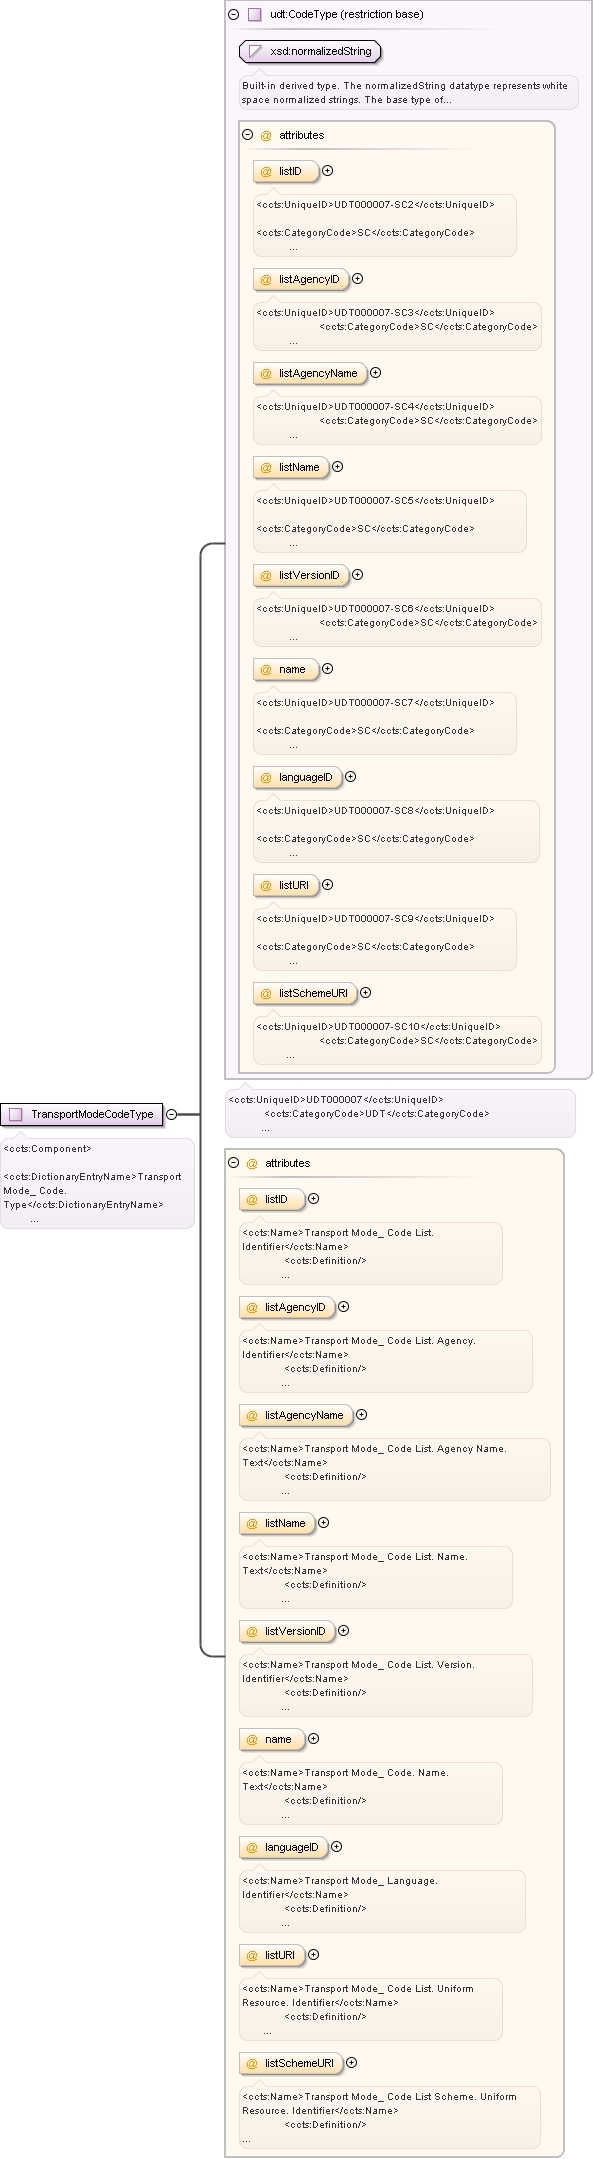 udt:CodeType (restriction base)
xsd:normalizedString
Built-in derived type. The normalizedString datatype represents white
space normalized strings. The base type of...
@ attributes
@ listID
<ccts:UniqueID>UDT000007-SC2</ccts:UniqueID>
<ccts:CategoryCode>SC</ccts:CategoryCode>
...
@ listAgencyID
<ccts:UniqueID>UDT000007-SC3</ccts:UniqueID>
<ccts:CategoryCode>SC</ccts:CategoryCode>
...
@ listAgencyName
<ccts:UniqueID>UDT000007-SC4</ccts:UniqueID>
<ccts:CategoryCode>SC</ccts:CategoryCode>
...
@ listName
<ccts:UniqueID>UDT000007-SC5</ccts:UniqueID>
<ccts:CategoryCode>SC</ccts:CategoryCode>
...
@ listVersionID
<ccts:UniqueID>UDT000007-SC6</ccts:UniqueID>
<ccts:CategoryCode>SC</ccts:CategoryCode>
...
@ name
<ccts:UniqueID>UDT000007-SC7</ccts:UniqueID>
<ccts:CategoryCode>SC</ccts:CategoryCode>
...
@ languageID
<ccts:UniqueID>UDT000007-SC8</ccts:UniqueID>
<ccts:CategoryCode>SC</ccts:CategoryCode>
...
@ listURI
<ccts:UniqueID>UDT000007-SC9</ccts:UniqueID>
<ccts:CategoryCode>SC</ccts:CategoryCode>
...
@ listSchemeURI
<ccts:UniqueID>UDT000007-SC10</ccts:UniqueID>
<ccts:CategoryCode>SC</ccts:CategoryCode>
...
<ccts:UniqueID>UDT000007</ccts:UniqueID>
<ccts:CategoryCode>UDT</ccts:CategoryCode>
...
TransportModeCodeType
<ccts:Component>
<ccts:DictionaryEntryName>Transport
Mode_ Code.
Type</ccts:DictionaryEntryName>
...
@ attributes
@ listID
<ccts:Name>Transport Mode_ Code List.
Identifier</ccts:Name>
<ccts:Definition/>
...
@ listAgencyID
<ccts:Name>Transport Mode_ Code List. Agency.
Identifier</ccts:Name>
<ccts:Definition/>
...
@ listAgencyName
<ccts:Name>Transport Mode_ Code List. Agency Name.
Text</ccts:Name>
<ccts:Definition/>
...
@ listName
<ccts:Name>Transport Mode_ Code List. Name.
Text</ccts:Name>
<ccts:Definition/>
...
@ listVersionID
<ccts:Name>Transport Mode_ Code List. Version.
Identifier</ccts:Name>
<ccts:Definition/>
...
@ name
<ccts:Name>Transport Mode_ Code. Name.
Text</ccts:Name>
<ccts:Definition/>
...
@ languageID
<ccts:Name>Transport Mode_ Language.
Identifier</ccts:Name>
<ccts:Definition/>
...
@ listURI
<ccts:Name>Transport Mode_ Code List. Uniform
Resource. Identifier</ccts:Name>
<ccts:Definition/>
...
@ listSchemeURI
<ccts:Name>Transport Mode_ Code List Scheme. Uniform
Resource. Identifier</ccts:Name>
<ccts:Definition/>
...